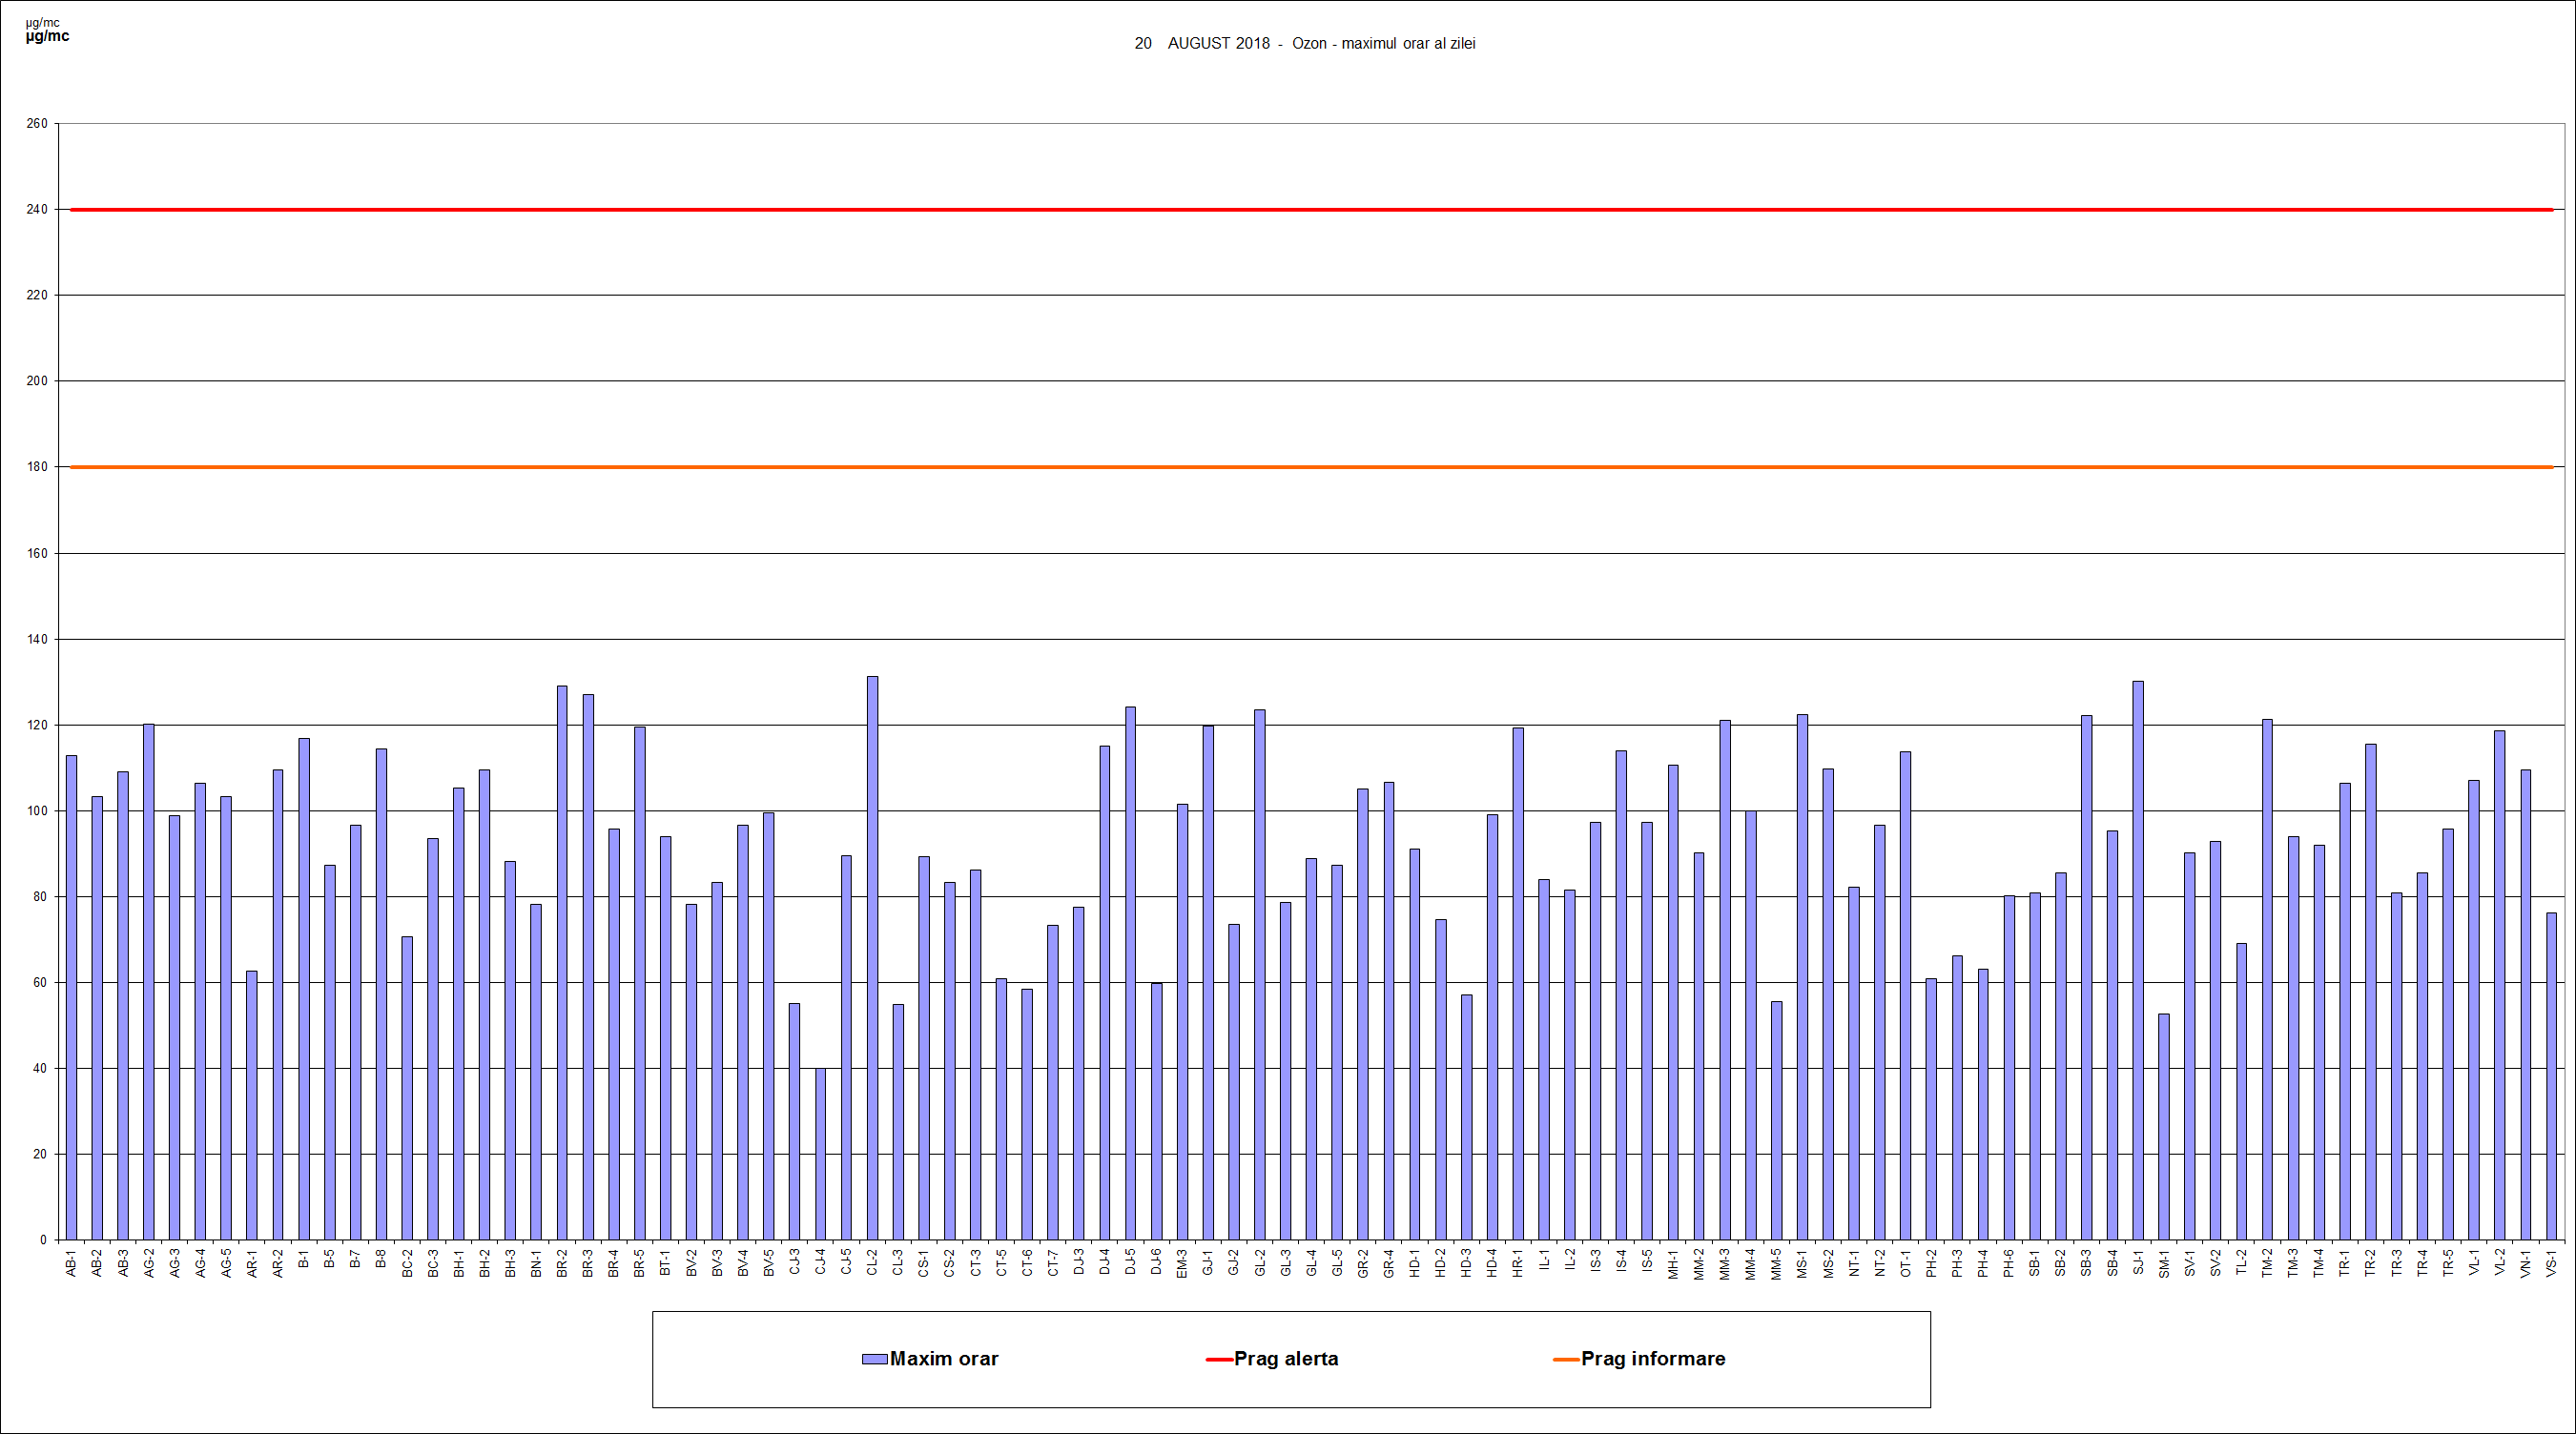 µg/mc
µg/mc
20 AUGUST 2018 - Ozon - maximul orar al zilei
260
240
220
200
180
160
140
120
100
80
60
40
20
0
AB-1 AB-2 AB-3 AG-2 AG-3 AG-4 AG-5 AR-1 AR-2 B-1 B-5 B-7 B-8 BC-2 BC-3 BH-1 BH-2 BH-3 BN-1 BR-2 BR-3 BR-4 BR-5 BT-1 BV-2 BV-3 BV-4 BV-5 CJ-3 CJ-4 CJ-5 CL-2 CL-3 CS-1 CS-2 CT-3 CT-5 CT-6 CT-7 DJ-3 DJ-4 DJ-5 DJ-6 EM-3 GJ-1 GJ-2 GL-2 GL-3 GL-4 GL-5 GR-2 GR-4 HD-1 HD-2 HD-3 HD-4 HR-1 IL-1 IL-2 IS-3 IS-4 IS-5 MH-1 MM-2 MM-3 MM-4 MM-5 MS-1 MS-2 NT-1 NT-2 OT-1 PH-2 PH-3 PH-4 PH-6 SB-1 SB-2 SB-3 SB-4 SJ-1 SM-1 SV-1 SV-2 TL-2 TM-2 TM-3 TM-4 TR-1 TR-2 TR-3 TR-4 TR-5 VL-1 VL-2 VN-1 VS-1
Maxim orar Prag alerta Prag informare